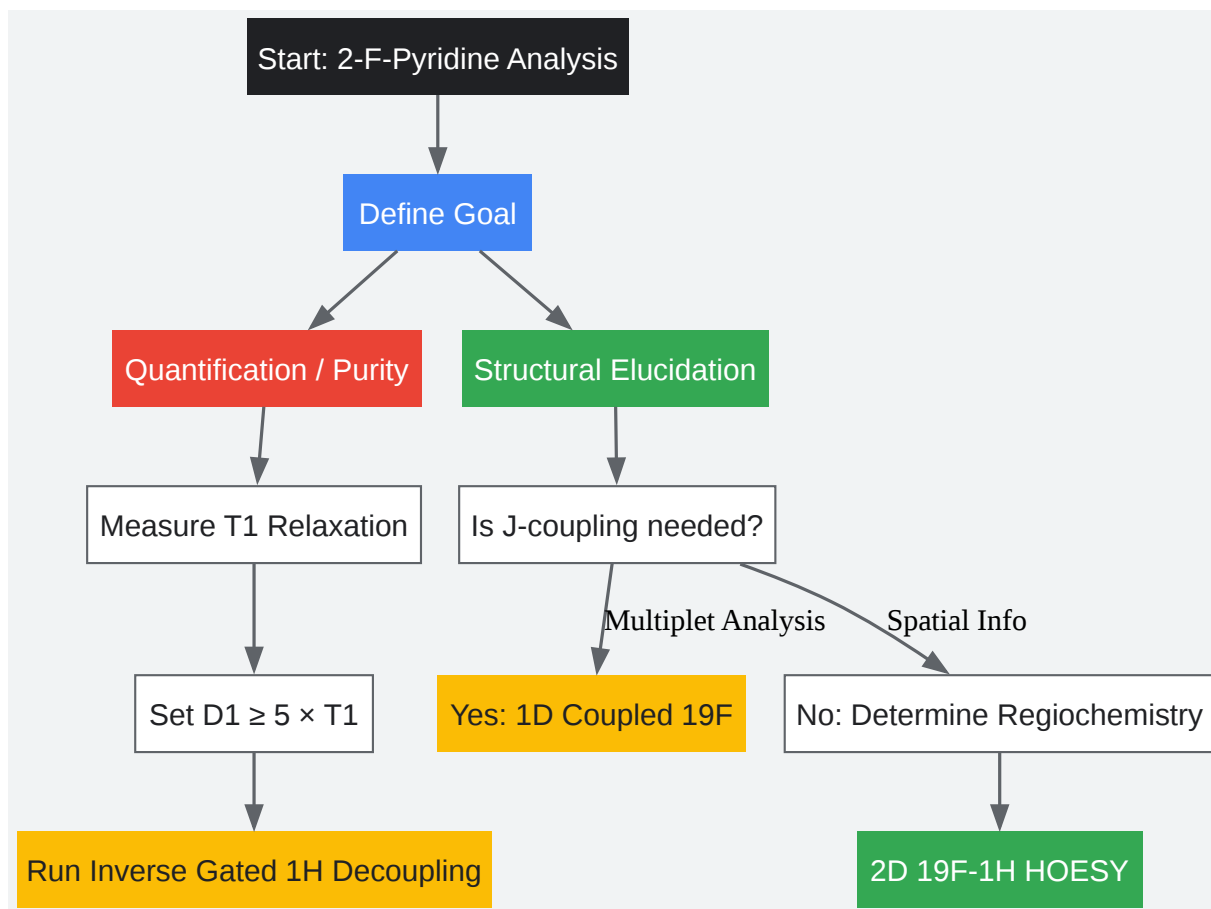 Start: 2-F-Pyridine Analysis
Define Goal
Quantification / Purity
Structural Elucidation
Measure T1 Relaxation
Is J-coupling needed?
Multiplet Analysis
Spatial Info
Set D1 ≥ 5 × T1
Yes: 1D Coupled 19F
No: Determine Regiochemistry
Run Inverse Gated 1H Decoupling
2D 19F-1H HOESY